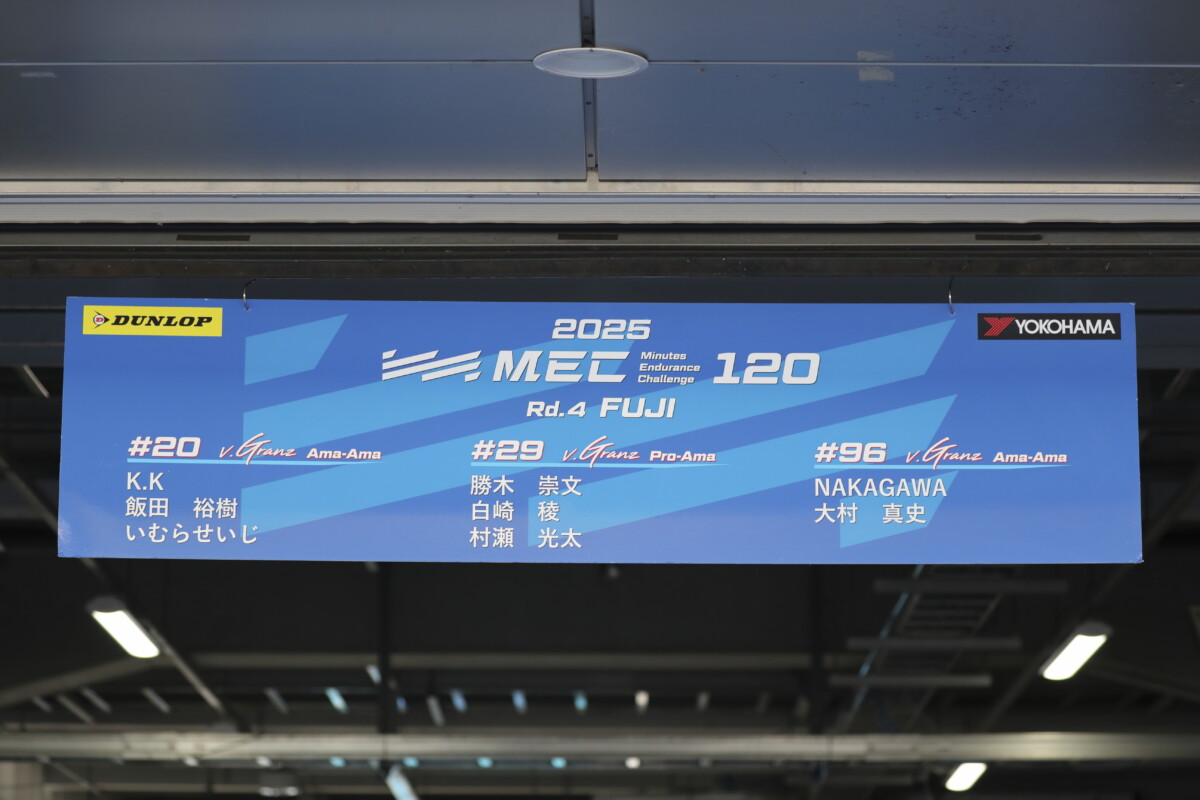 DUNLOP
YOKOHAMA
2025
MEC Minutes Endurance Challenge 120
Rd.4 FUJI
#20 v.Granz Ama-Ama
K.K
飯田 裕樹
いむらせいじ
#29 v.Granz Pro-Ama
勝木 崇文
白崎 稜
村瀬 光太
#96 v.Granz Ama-Ama
NAKAGAWA
大村 真史